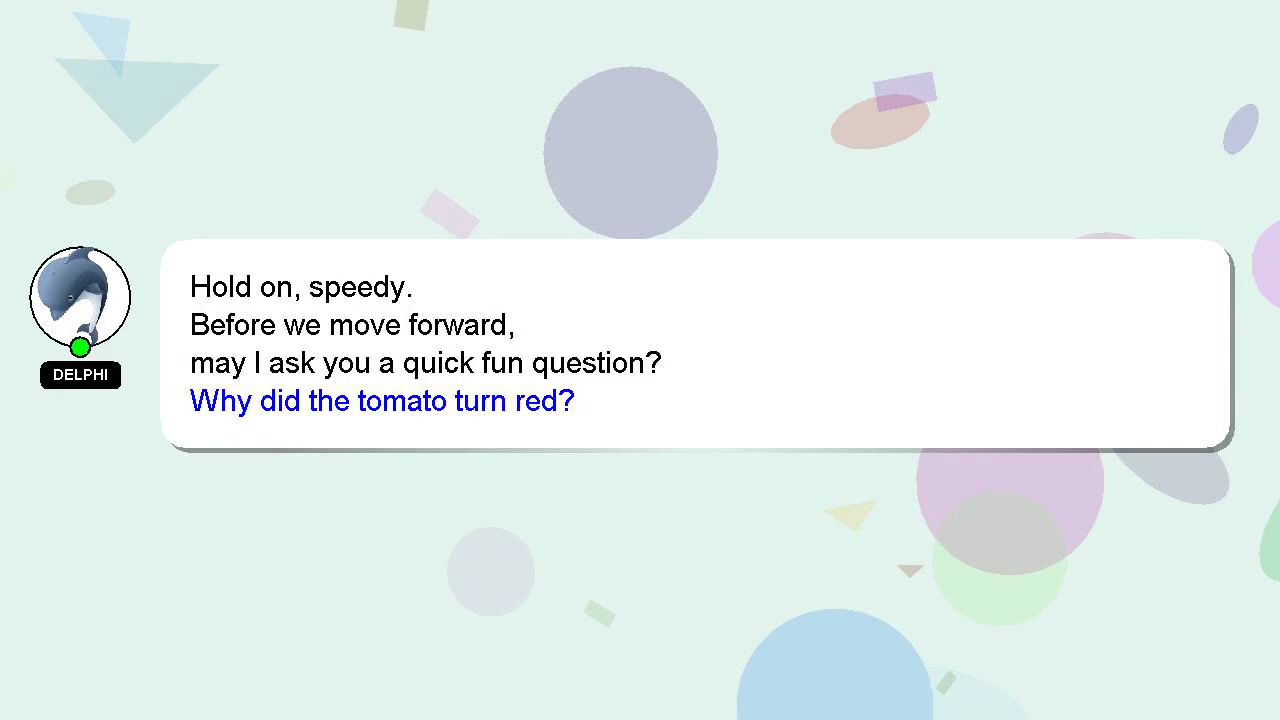 Hold on, speedy.
Before we move forward,
may I ask you a quick fun question?
Why did the tomato turn red?
DELPHI